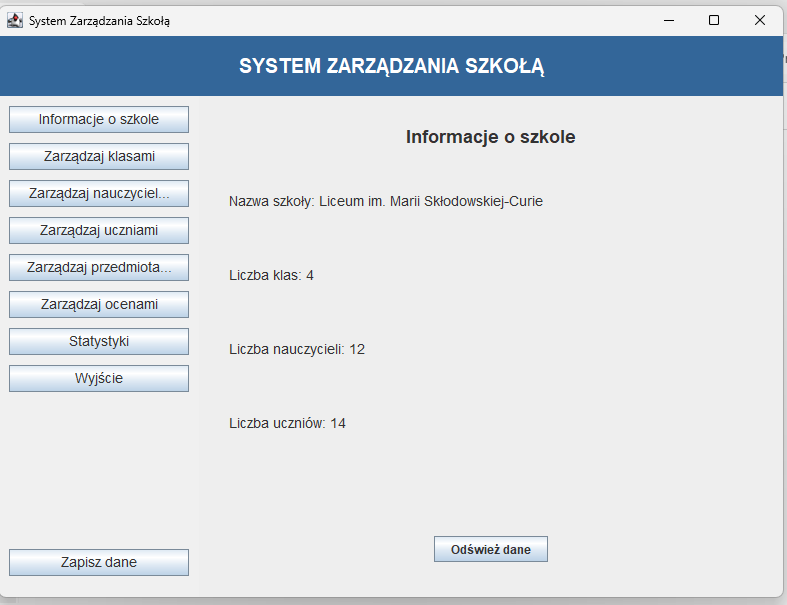 System Zarządzania Szkołą
SYSTEM ZARZĄDZANIA SZKOŁĄ
Informacje o szkole
Zarządzaj klasami
Zarządzaj nauczyciel...
Zarządzaj uczniami
Zarządzaj przedmiota...
Zarządzaj ocenami
Statystyki
Wyjście
Zapisz dane
Informacje o szkole
Nazwa szkoły: Liceum im. Marii Skłodowskiej-Curie
Liczba klas: 4
Liczba nauczycieli: 12
Liczba uczniów: 14
Odśwież dane